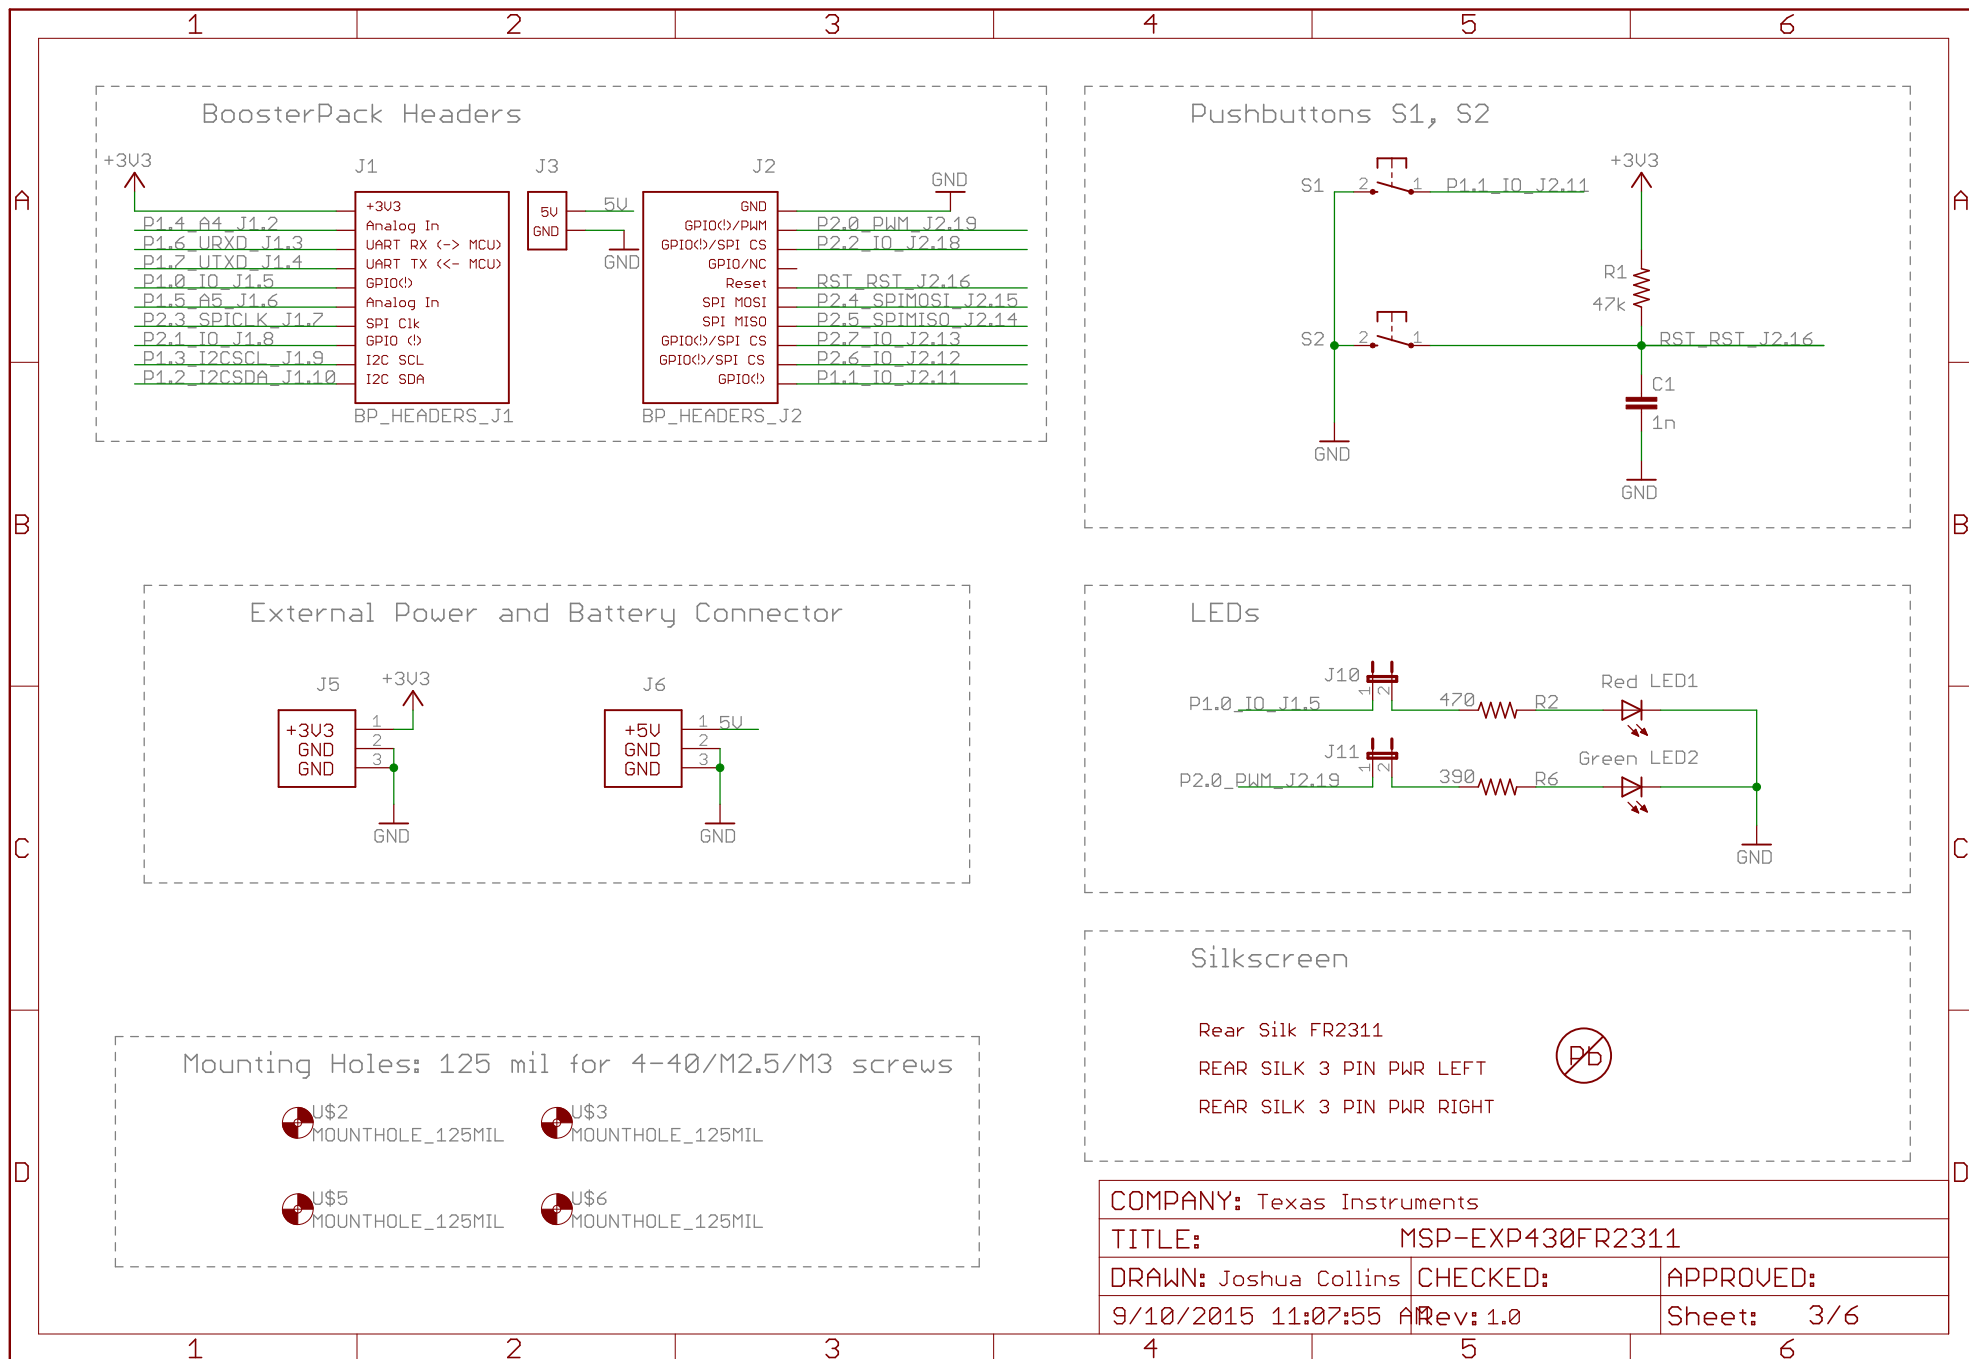 1 2 3 4 5 6
BoosterPack Headers
+3V3
J1
J3
J2
GND
A
+3V3
Analog In
UART RX (-> MCU)
UART TX (<- MCU)
GPIO(!)
Analog In
SPI Clk
GPIO (!)
I2C SCL
I2C SDA
P1.4_A4_J1.2
P1.6_URXD_J1.3
P1.7_UTXD_J1.4
P1.0_IO_J1.5
P1.5_A5_J1.6
P2.3_SPICLK_J1.7
P2.1_IO_J1.8
P1.3_I2CSCL_J1.9
P1.2_I2CSDA_J1.10
BP_HEADERS_J1
5V
GND
5V
GND
GND
GPIO(!)/PWM
GPIO(!)/SPI CS
GPIO/NC
Reset
SPI MOSI
SPI MISO
GPIO(!)/SPI CS
GPIO(!)/SPI CS
GPIO(!)
P2.0_PWM_J2.19
P2.2_IO_J2.18
RST_RST_J2.16
P2.4_SPIMOSI_J2.15
P2.5_SPIMISO_J2.14
P2.7_IO_J2.13
P2.6_IO_J2.12
P1.1_IO_J2.11
BP_HEADERS_J2
Pushbuttons S1, S2
+3V3
S1 2 1 P1.1_IO_J2.11
A
R1
47k
S2 2 1 RST_RST_J2.16
C1
1n
GND
GND
B
B
External Power and Battery Connector
J5
+3V3
+3V3 1
GND 2
GND 3
GND
J6
+5V 1 5V
GND 2
GND 3
GND
LEDs
J10
1 2
P1.0_IO_J1.5
470 R2
Red LED1
J11
1 2
P2.0_PWM_J2.19
390 R6
Green LED2
GND
C
C
Silkscreen
Rear Silk FR2311
REAR SILK 3 PIN PWR LEFT
REAR SILK 3 PIN PWR RIGHT
Pb
Mounting Holes: 125 mil for 4-40/M2.5/M3 screws
U$2
MOUNTHOLE_125MIL
U$3
MOUNTHOLE_125MIL
U$5
MOUNTHOLE_125MIL
U$6
MOUNTHOLE_125MIL
D
D
COMPANY: Texas Instruments
TITLE: MSP-EXP430FR2311
DRAWN: Joshua Collins CHECKED: APPROVED:
9/10/2015 11:07:55 AM Rev: 1.0 Sheet: 3/6
1 2 3 4 5 6